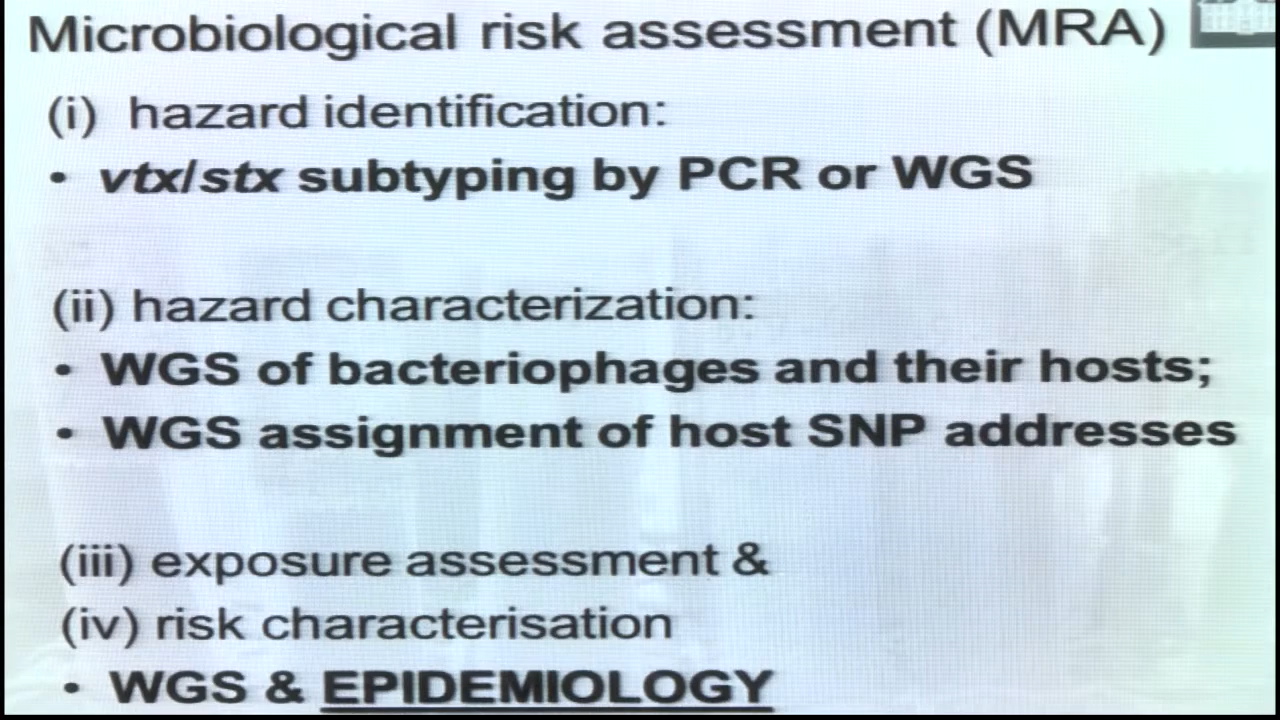 Microbiological risk assessment (MRA)
(i) hazard identification:
• vtx/stx subtyping by PCR or WGS
(ii) hazard characterization:
• WGS of bacteriophages and their hosts;
• WGS assignment of host SNP addresses
(iii) exposure assessment &
(iv) risk characterisation
• WGS & EPIDEMIOLOGY